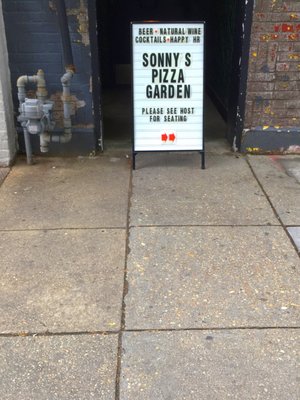 BEER • NATURAL WINE
COCKTAILS • HAPPY HR
SONNY S
PIZZA
GARDEN
PLEASE SEE HOST
FOR SEATING